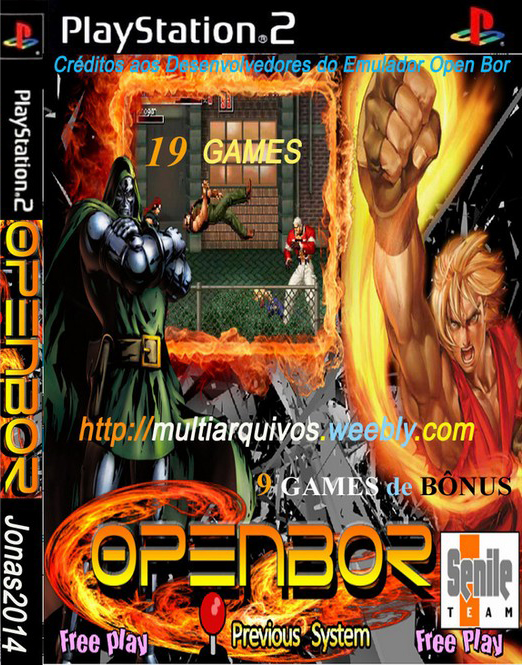 PlayStation.2
Créditos aos Desenvolvedores do Emulador Open Bor
19 GAMES
http://multiarquivos.weebly.com
9 GAMES de BÔNUS
OPENBOR
Previous System
Free play
Free Play
Senile
TEAM
PlayStation.2
OPENBOR
Jonas2014